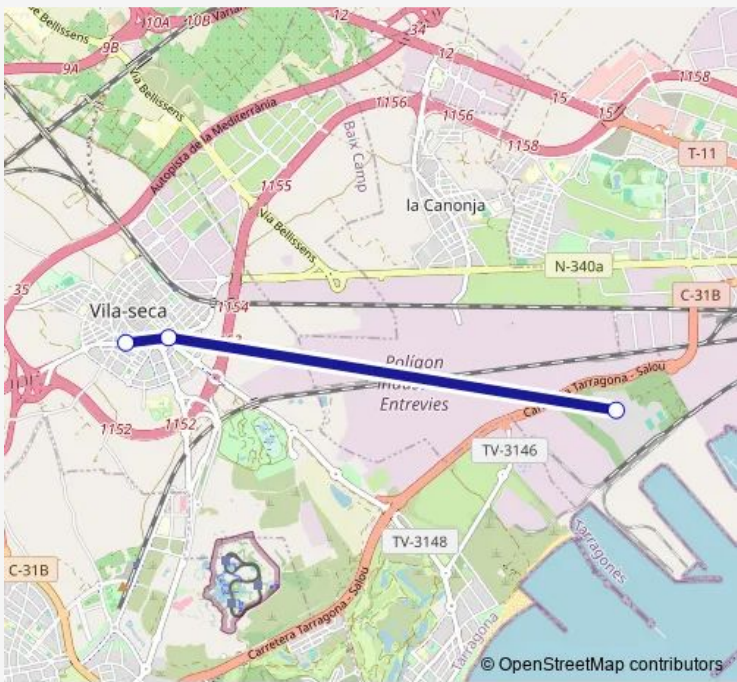 12
10A
10B
Varian
34
9B
9A
12
Via Bellissens
15
15
1158
1156
1156
1158
T-11
Autopista de la Mediterrània
Baix Camp
1155
Via Bellissens
la Canonja
N-340a
C-31B
35
1154
Vila-seca
Polígon
Entrevies
Tarragona - Salou
1152
1152
TV-3146
TV-3148
Tarragonès
C-31B
Carretera Tarragona - Salou
Tarragona
© OpenStreetMap contributors